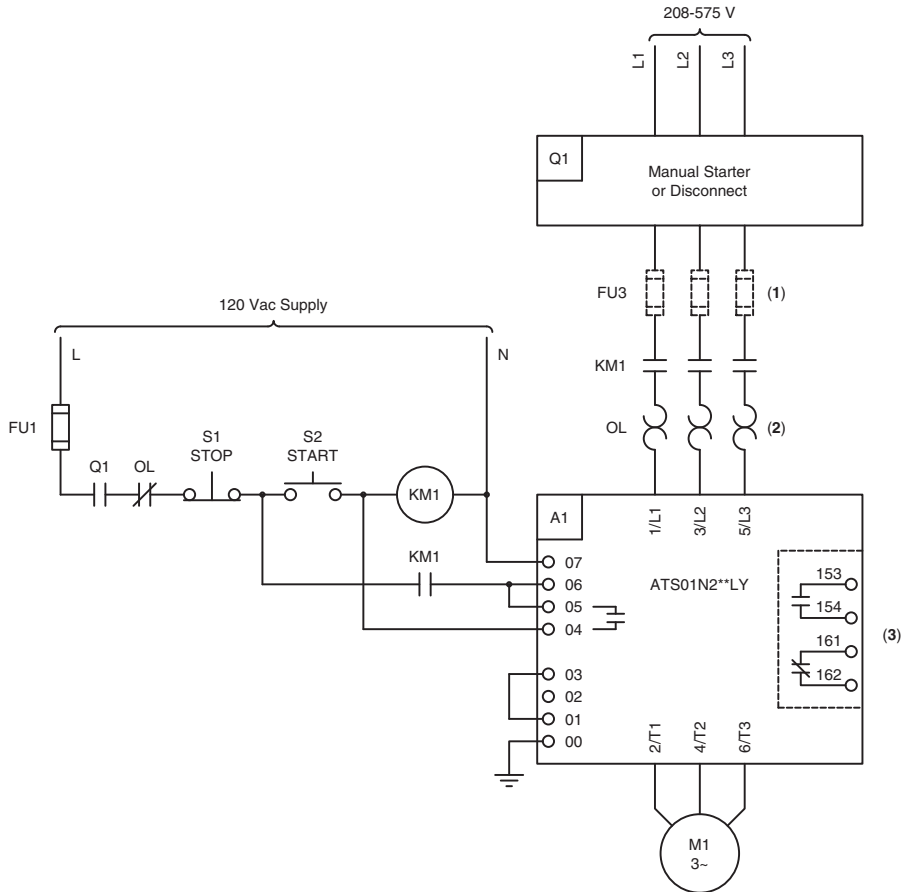 208-575 V
L1
L2
L3
Q1
Manual Starter
or Disconnect
FU3
(1)
120 Vac Supply
L
N
KM1
FU1
OL
(2)
S1
STOP
S2
START
Q1
OL
KM1
A1
1/L1
3/L2
5/L3
KM1
07
06
05
04
03
02
01
00
ATS01N2**LY
153
154
161
162
(3)
2/T1
4/T2
6/T3
M1
3~